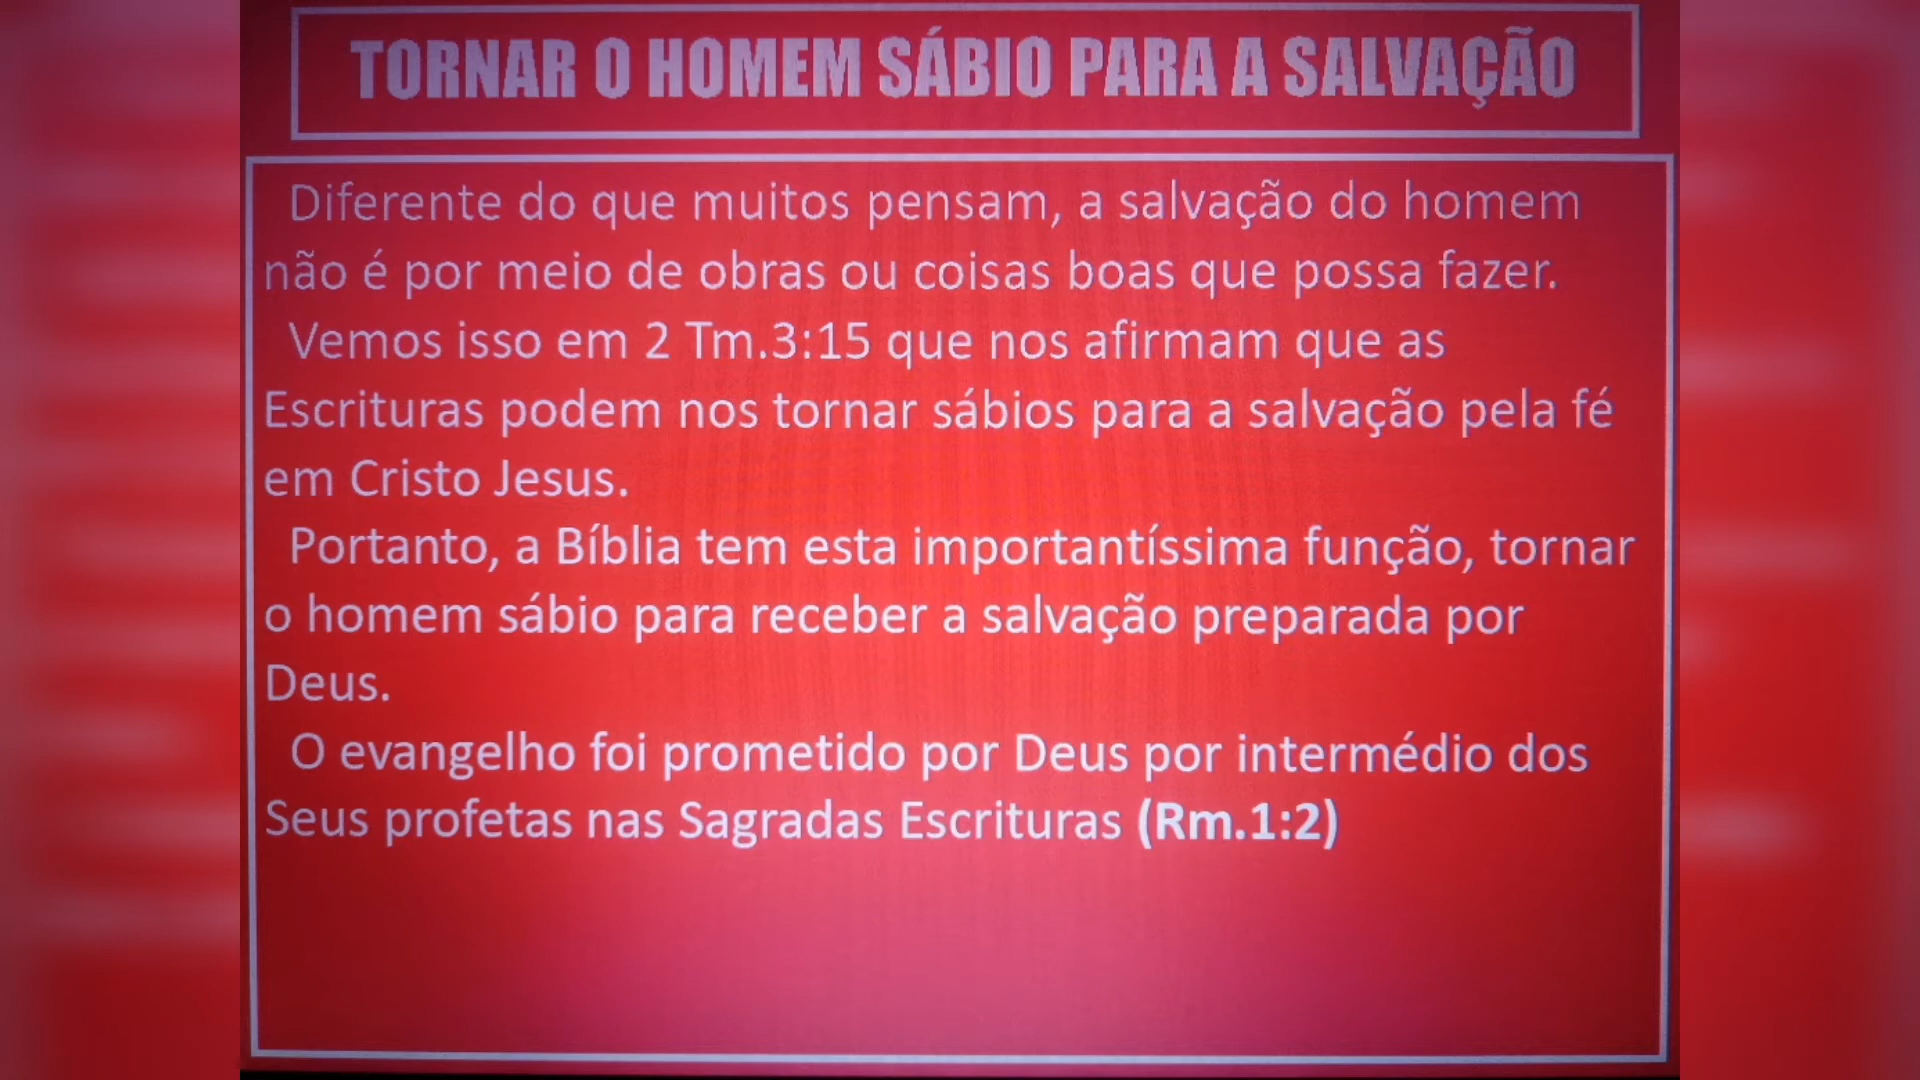 TORNAR O HOMEM SÁBIO PARA A SALVAÇÃO
Diferente do que muitos pensam, a salvação do homem
não é por meio de obras ou coisas boas que possa fazer.
Vemos isso em 2 Tm.3:15 que nos afirmam que as
Escrituras podem nos tornar sábios para a salvação pela fé
em Cristo Jesus.
Portanto, a Bíblia tem esta importantíssima função, tornar
o homem sábio para receber a salvação preparada por
Deus.
O evangelho foi prometido por Deus por intermédio dos
Seus profetas nas Sagradas Escrituras (Rm.1:2)